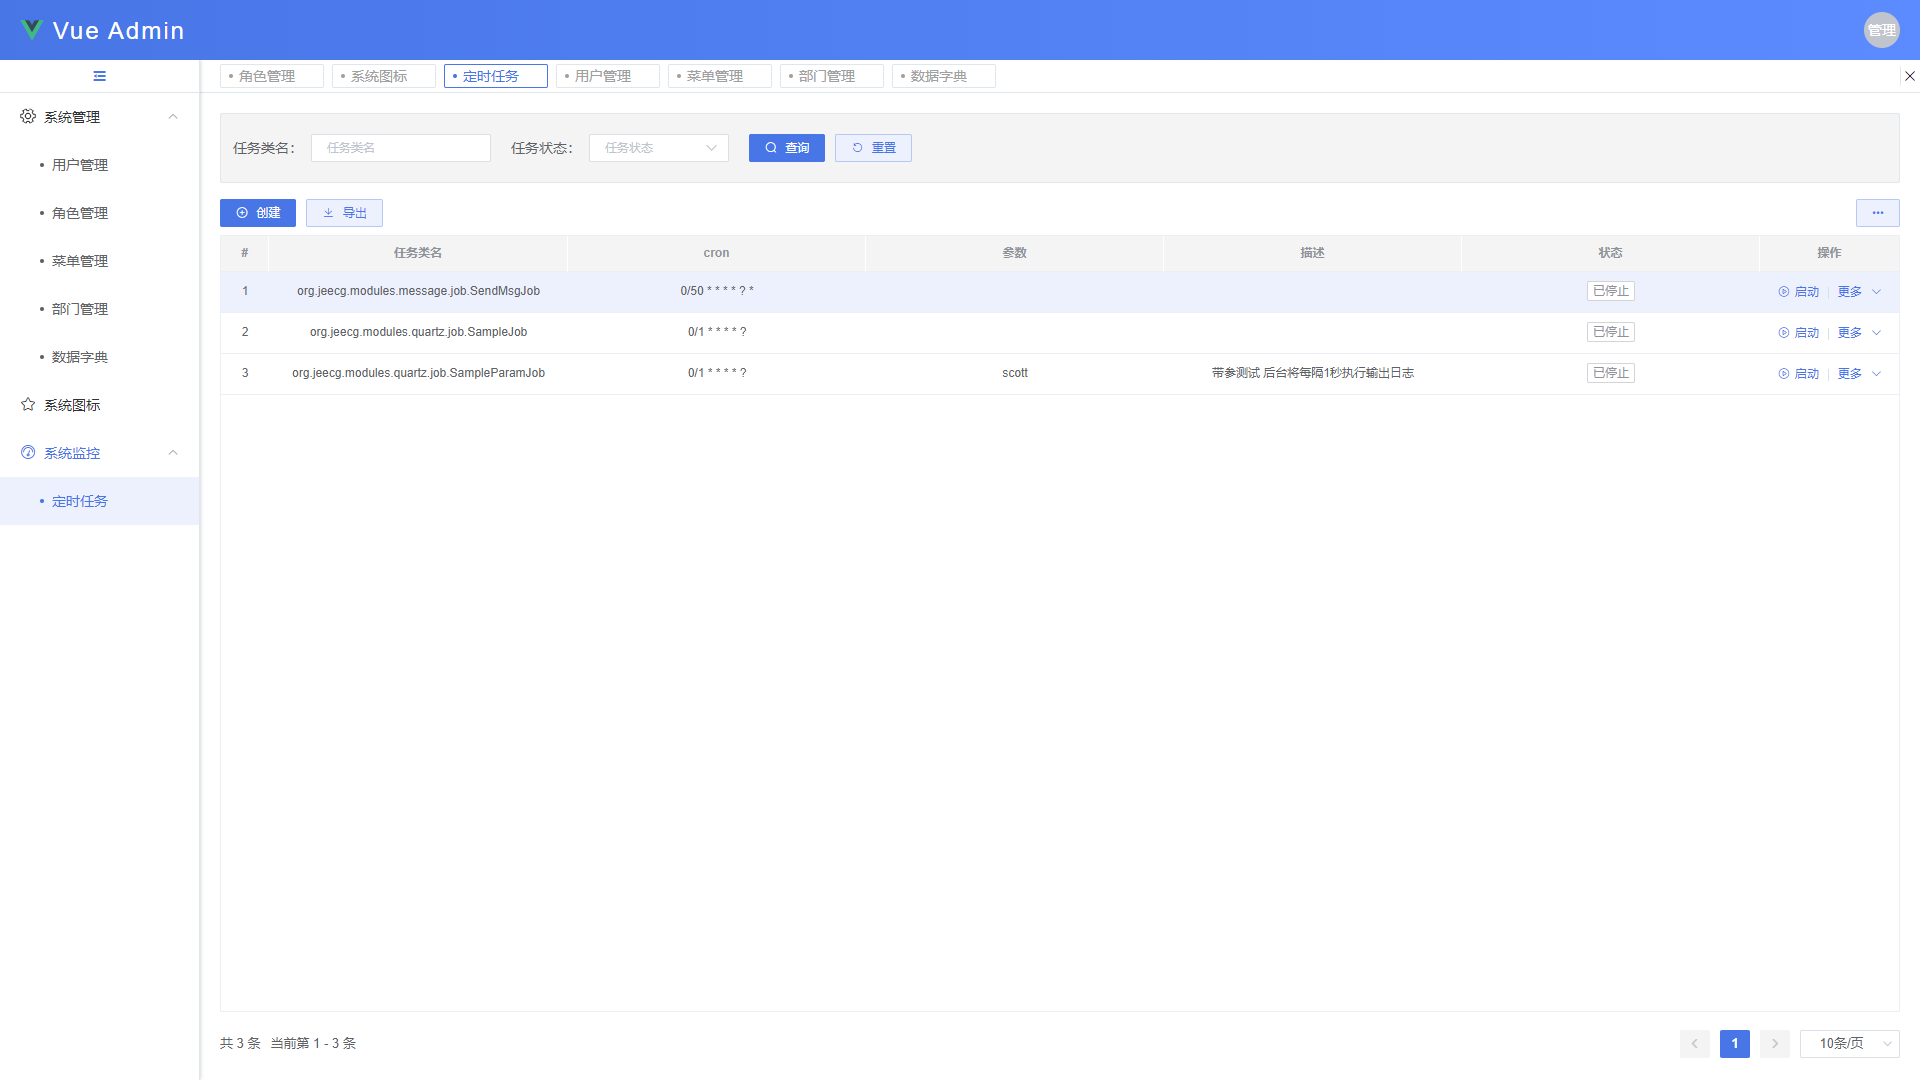 Vue Admin
管理
角色管理 系统图标 定时任务 用户管理 菜单管理 部门管理 数据字典
系统管理
用户管理
角色管理
菜单管理
部门管理
数据字典
系统图标
系统监控
定时任务
任务类名： 任务类名 任务状态： 任务状态 查询 重置
创建 导出
# 任务类名 cron 参数 描述 状态 操作
1 org.jeecg.modules.message.job.SendMsgJob 0/50 * * * * ? * 已停止 启动 更多
2 org.jeecg.modules.quartz.job.SampleJob 0/1 * * * * ? 已停止 启动 更多
3 org.jeecg.modules.quartz.job.SampleParamJob 0/1 * * * * ? scott 带参测试 后台将每隔1秒执行输出日志 已停止 启动 更多
共 3 条 当前第 1 - 3 条 1 10条/页